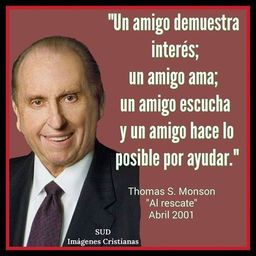 "Un amigo demuestra
interés;
un amigo ama;
un amigo escucha
y un amigo hace lo
posible por ayudar."
Thomas S. Monson
"Al rescate"
Abril 2001
SUD
Imágenes Cristianas